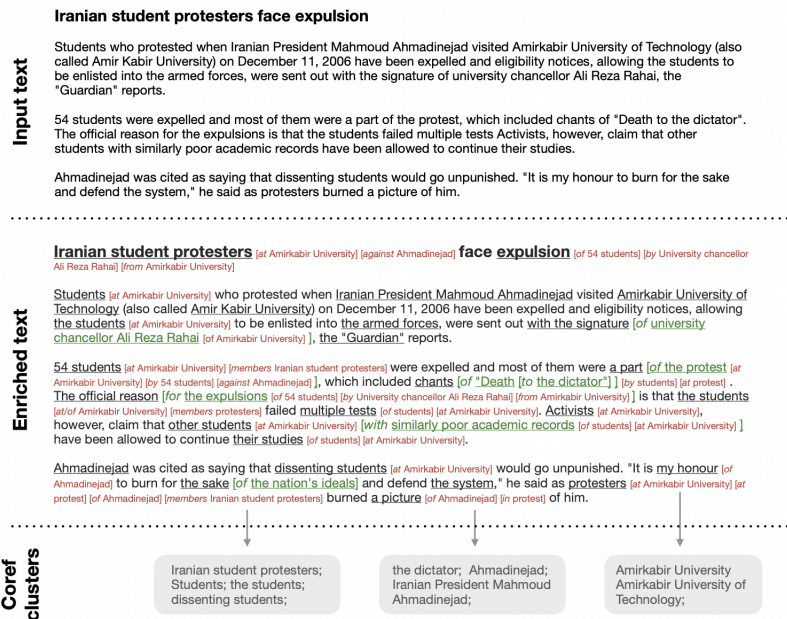 Iranian student protesters face expulsion
Students who protested when Iranian President Mahmoud Ahmadinejad visited Amirkabir University of Technology (also
called Amir Kabir University) on December 11, 2006 have been expelled and eligibility notices, allowing the students to
be enlisted into the armed forces, were sent out with the signature of university chancellor Ali Reza Rahai, the
"Guardian" reports.
54 students were expelled and most of them were a part of the protest, which included chants of "Death to the dictator".
The official reason for the expulsions is that the students failed multiple tests Activists, however, claim that other
students with similarly poor academic records have been allowed to continue their studies.
Ahmadinejad was cited as saying that dissenting students would go unpunished. "It is my honour to burn for the sake
and defend the system," he said as protesters burned a picture of him.
Input text
Iranian student protesters [at Amirkabir University] [against Ahmadinejad] face expulsion [of 54 students] [by University chancellor
Ali Reza Rahai] [from Amirkabir University]
Students [at Amirkabir University] who protested when Iranian President Mahmoud Ahmadinejad visited Amirkabir University of
Technology (also called Amir Kabir University) on December 11, 2006 have been expelled and eligibility notices, allowing
the students [at Amirkabir University] to be enlisted into the armed forces, were sent out with the signature [of university
chancellor Ali Reza Rahai [of Amirkabir University] ], the "Guardian" reports.
54 students [at Amirkabir University] [members Iranian student protesters] were expelled and most of them were a part [of the protest [at
Amirkabir University] [by 54 students] [against Ahmadinejad] ], which included chants [of "Death [to the dictator"] ] [by students] [at protest] .
The official reason [for the expulsions [of 54 students] [by University chancellor Ali Reza Rahai] [from Amirkabir University] ] is that the students
[at/of Amirkabir University] [members protesters] failed multiple tests [of students] [at Amirkabir University]. Activists [at Amirkabir University],
however, claim that other students [at Amirkabir University] [with similarly poor academic records [of students] [at Amirkabir University] ]
have been allowed to continue their studies [of students] [at Amirkabir University].
Ahmadinejad was cited as saying that dissenting students [at Amirkabir University] would go unpunished. "It is my honour [of
Ahmadinejad] to burn for the sake [of the nation's ideals] and defend the system," he said as protesters [at Amirkabir University] [at
protest] [of Ahmadinejad] [members Iranian student protesters] burned a picture [of Ahmadinejad] [in protest] of him.
Enriched text
Iranian student protesters;
Students; the students;
dissenting students;
the dictator; Ahmadinejad;
Iranian President Mahmoud
Ahmadinejad;
Amirkabir University
Amirkabir University of
Technology;
Coref
clusters